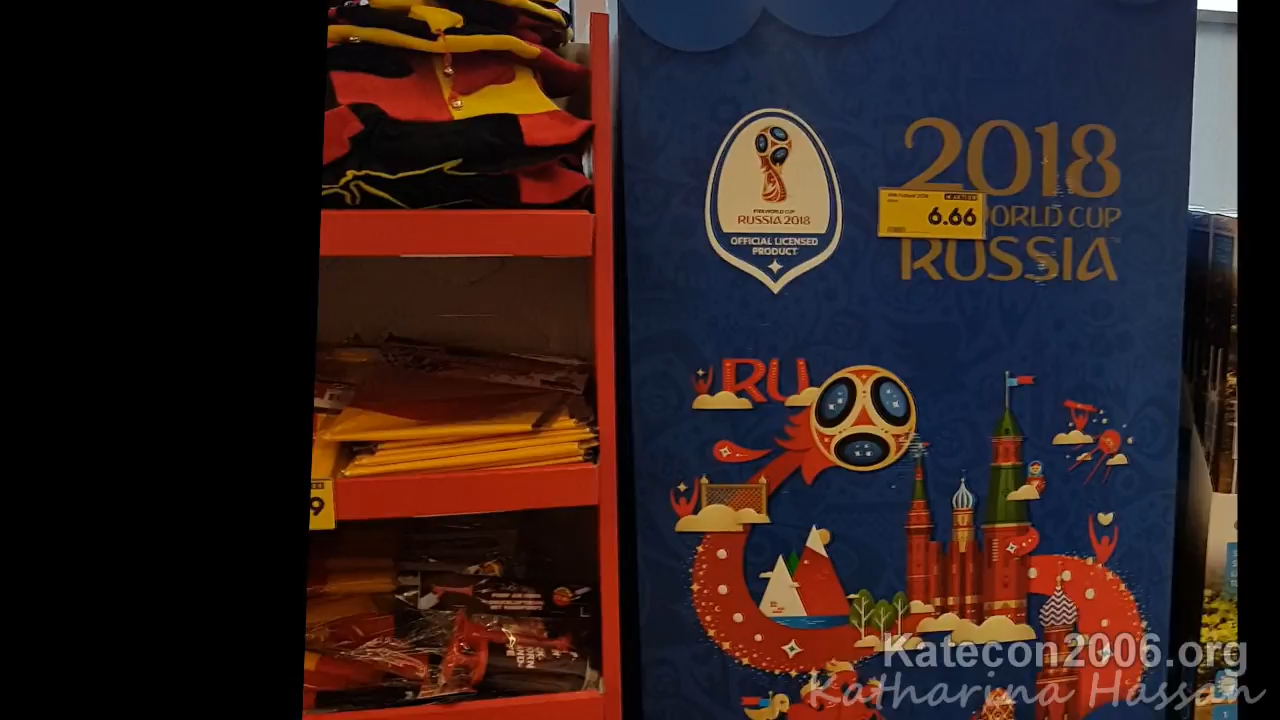 2018
WORLD CUP
RUSSIA
6.66
FIFA WORLD CUP
RUSSIA 2018
OFFICIAL LICENSED
PRODUCT
RU
9
Katecon2006.org
Katharina Hassan